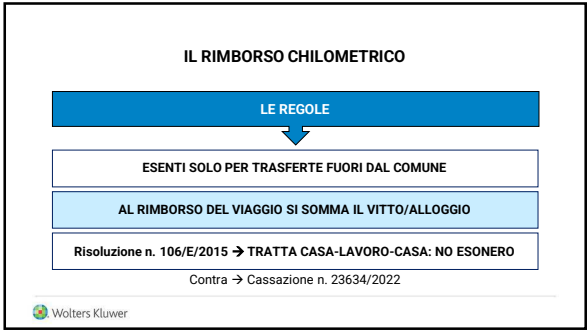 IL RIMBORSO CHILOMETRICO
LE REGOLE
ESENTI SOLO PER TRASFERTE FUORI DAL COMUNE
AL RIMBORSO DEL VIAGGIO SI SOMMA IL VITTO/ALLOGGIO
Risoluzione n. 106/E/2015 → TRATTA CASA-LAVORO-CASA: NO ESONERO
Contra → Cassazione n. 23634/2022
Wolters Kluwer